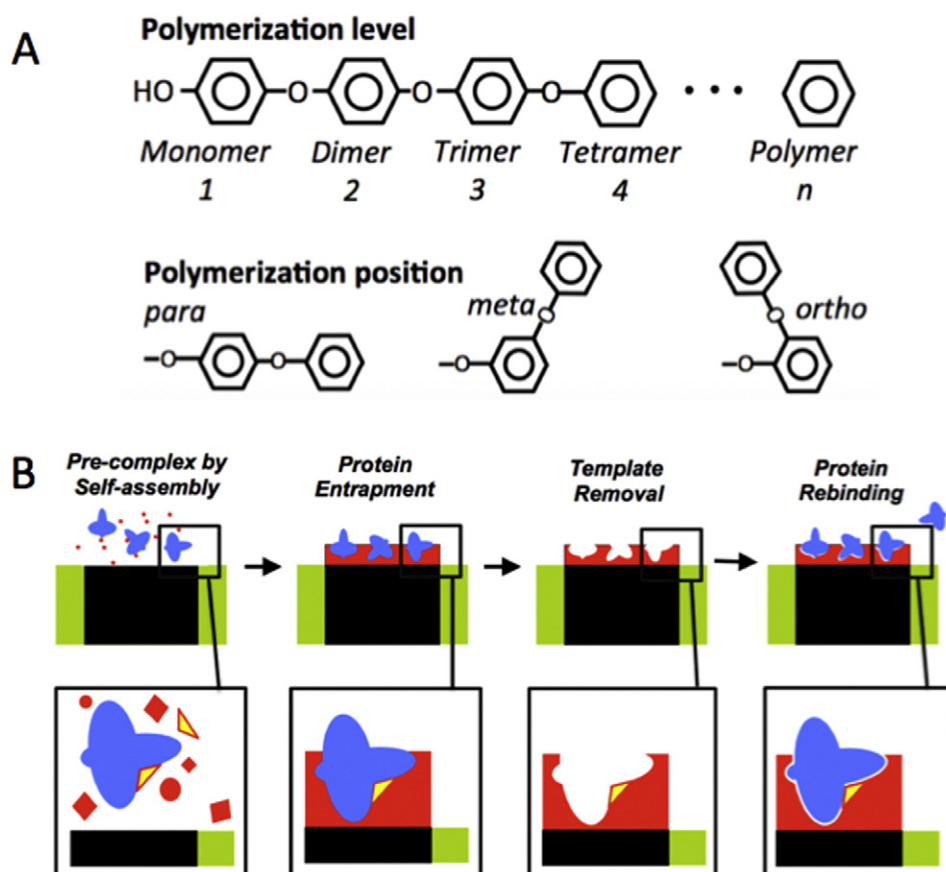 A
Polymerization level
HO O O O • • •
Monomer Dimer Trimer Tetramer Polymer
1 2 3 4 n
Polymerization position
para meta ortho
O
O
O O O O
B
Pre-complex by Self-assembly
Protein Entrapment
Template Removal
Protein Rebinding